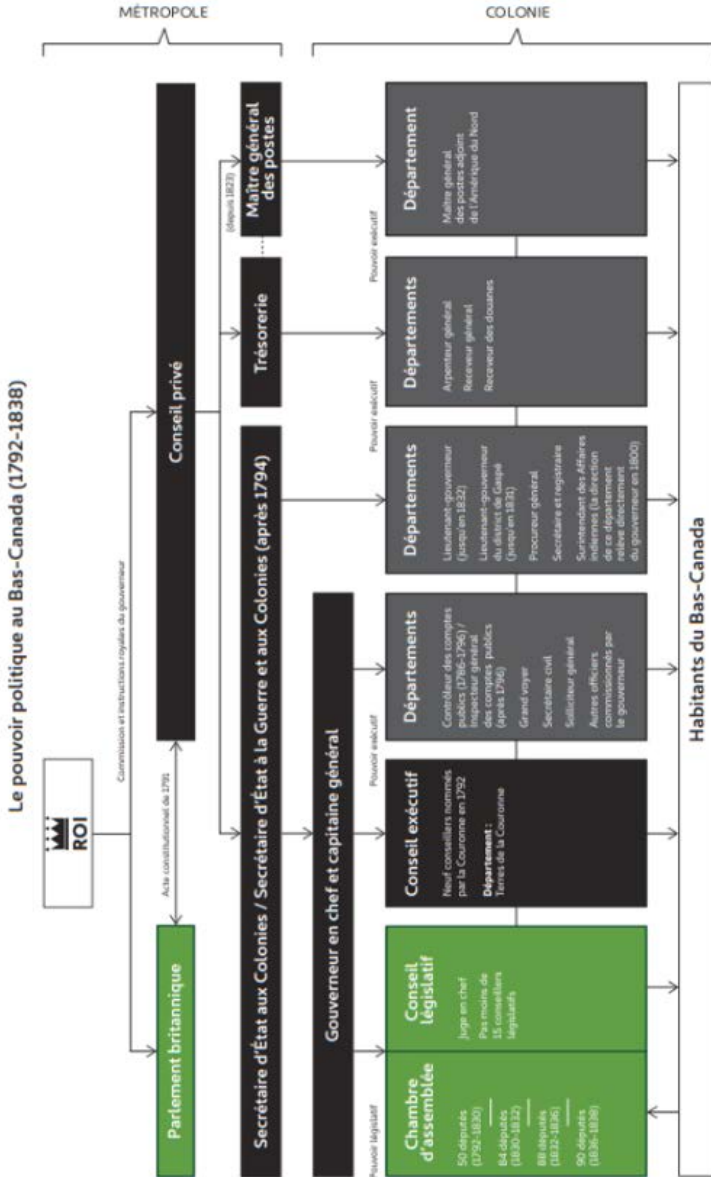 Le pouvoir politique au Bas-Canada (1792-1838)
MÉTROPOLE
COLONIE
ROI
Commission et instructions royales du gouverneur
Parlement britannique
Acte constitutionnel de 1791
Conseil privé
(depuis 1823)
Secrétaire d'État aux Colonies / Secrétaire d'État à la Guerre et aux Colonies (après 1794)
Trésorerie
Maître général
des postes
Gouverneur en chef et capitaine général
Pouvoir législatif
Pouvoir exécutif
Pouvoir exécutif
Pouvoir exécutif
Chambre
d'assemblée
50 députés
(1792-1830)
84 députés
(1830-1832)
88 députés
(1832-1836)
90 députés
(1836-1838)
Conseil
législatif
Juge en chef
Pas moins de
15 conseillers
législatifs
Conseil exécutif
Neuf conseillers nommés
par la Couronne en 1792
Département :
Terres de la Couronne
Départements
Contrôleur des comptes
publics (1786-1796) /
Inspecteur général
des comptes publics
(après 1796)
Grand voyer
Secrétaire civil
Solliciteur général
Autres officiers
commissionnés par
le gouverneur
Départements
Lieutenant-gouverneur
(jusqu'en 1832)
Lieutenant-gouverneur
du district de Gaspé
(jusqu'en 1831)
Procureur général
Secrétaire et registraire
Surintendant des Affaires
indiennes (la direction
de ce département
relève directement
du gouverneur en 1800)
Départements
Arpenteur général
Receveur général
Receveur des douanes
Département
Maître général
des postes adjoint
de l'Amérique du Nord
Habitants du Bas-Canada